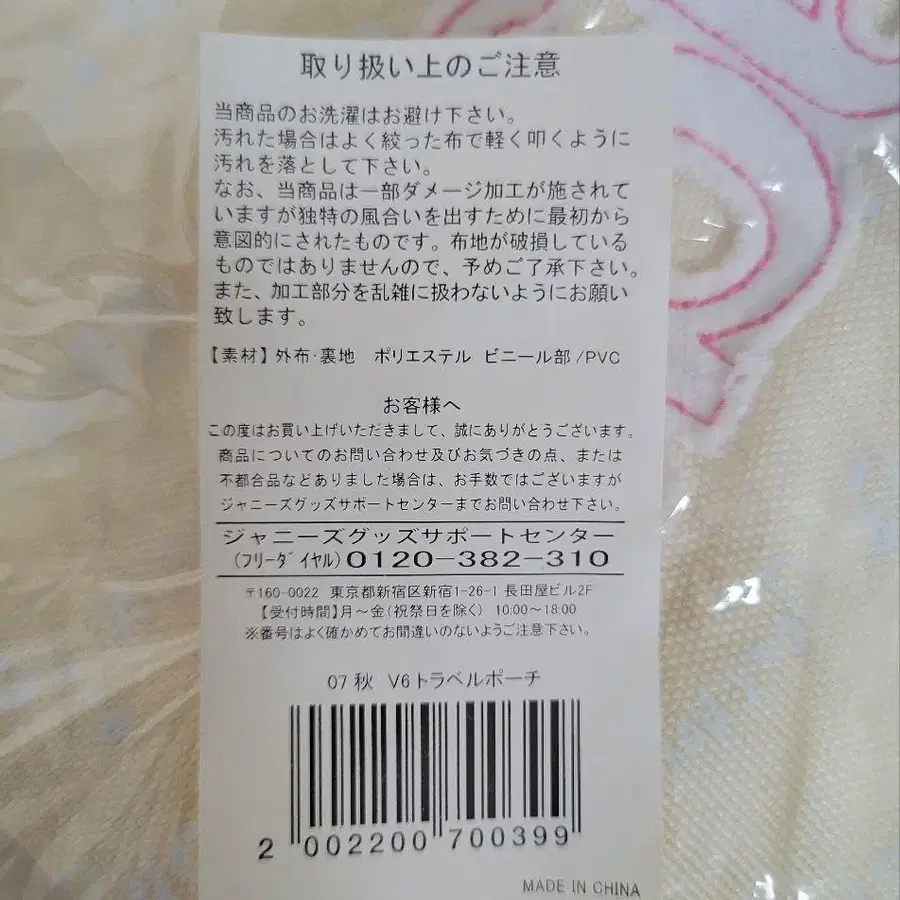 取り扱い上のご注意
当商品のお洗濯はお避け下さい。
汚れた場合はよく絞った布で軽く叩くように
汚れを落として下さい。
なお、当商品は一部ダメージ加工が施されて
いますが独特の風合いを出すために最初から
意図的にされたものです。布地が破損している
ものではありませんので、予めご了承下さい。
また、加工部分を乱雑に扱わないようにお願い
致します。
【素材】外布・裏地　ポリエステル　ビニール部/PVC
お客様へ
この度はお買い上げいただきまして、誠にありがとうございます。
商品についてのお問い合わせ及びお気づきの点、または
不都合品などありました場合は、お手数ではございますが
ジャニーズグッズサポートセンターまでお問い合わせ下さい。
ジャニーズグッズサポートセンター
(フリーダイヤル)0120-382-310
〒160-0022　東京都新宿区新宿1-26-1 長田屋ビル2F
【受付時間】月～金(祝祭日を除く)　10:00～18:00
※番号はよく確かめてお間違いのないようご注意下さい。
07秋　V6トラベルポーチ
2 002200 700399
MADE IN CHINA